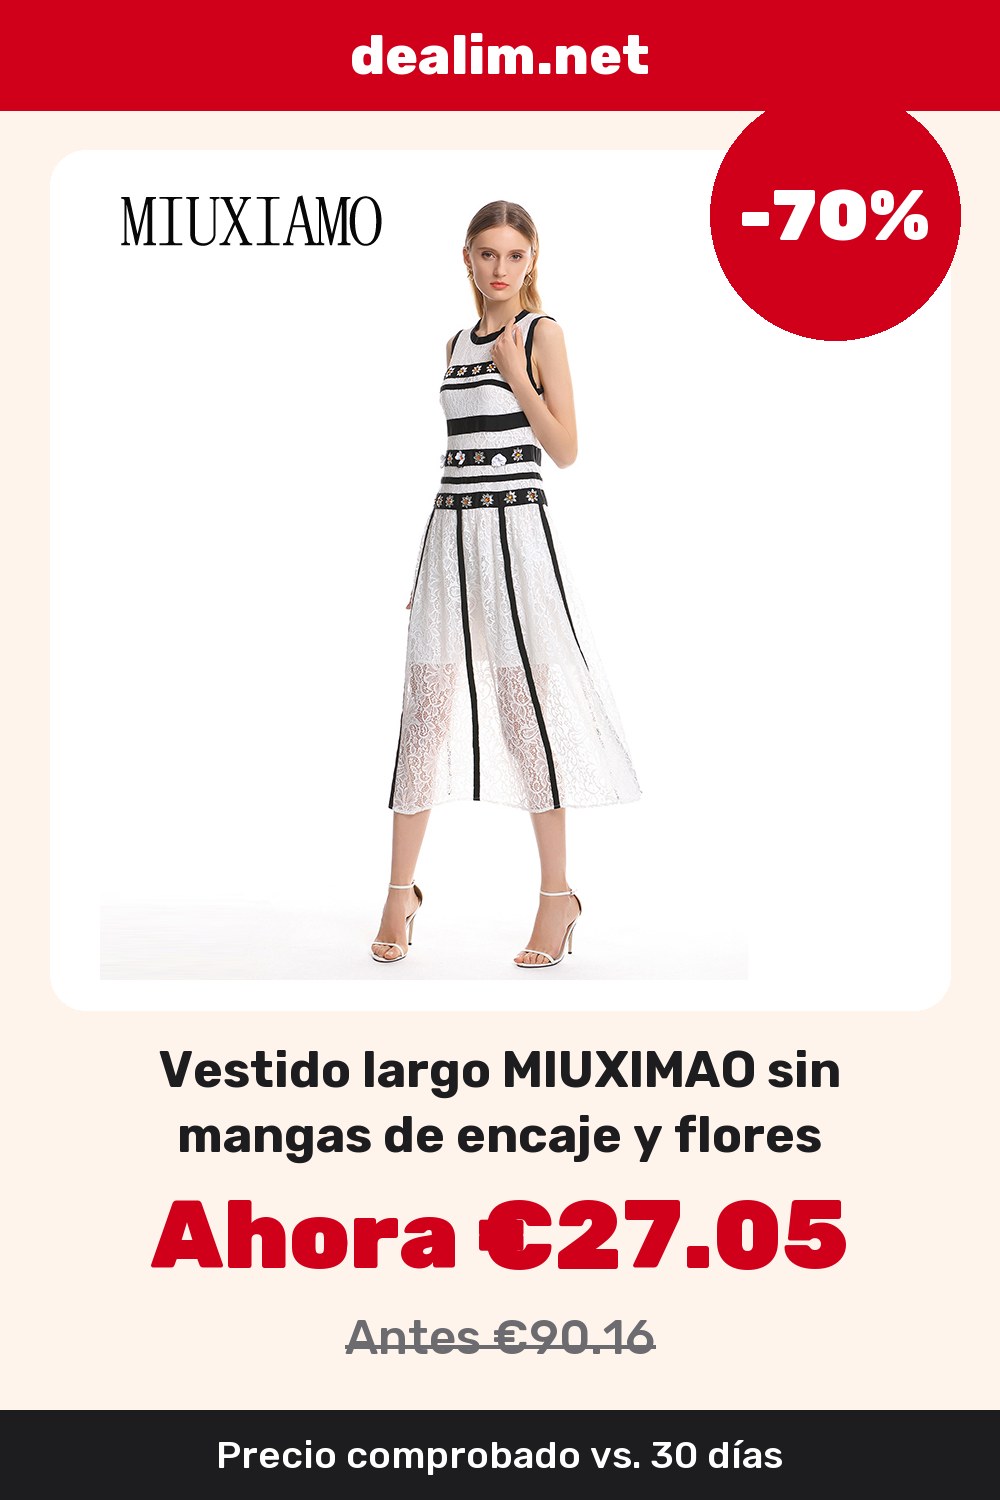 dealim.net
-70%
MIUXIAMO
Vestido largo MIUXIMAO sin
mangas de encaje y flores
Ahora €27.05
Antes €90.16
Precio comprobado vs. 30 días